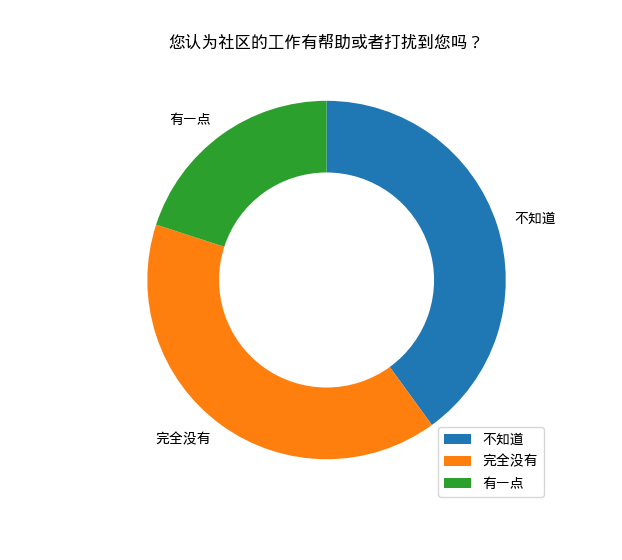 您认为社区的工作有帮助或者打扰到您吗？
有一点
不知道
完全没有
不知道
完全没有
有一点